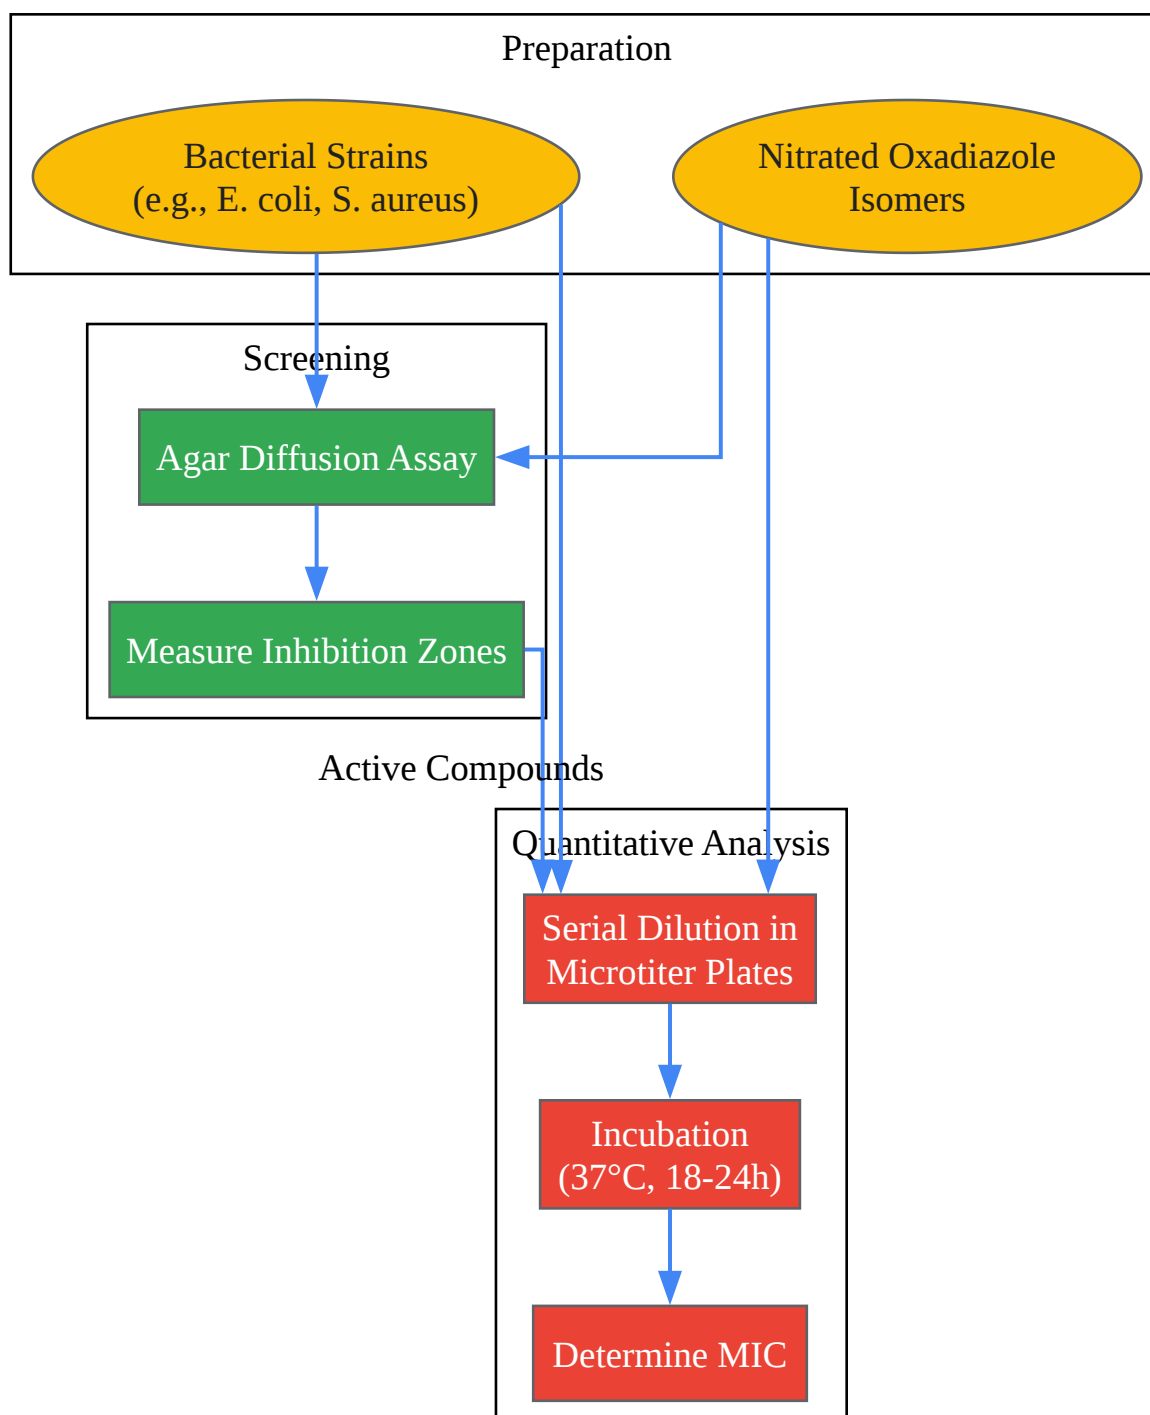 Preparation
Bacterial Strains
(e.g., E. coli, S. aureus)
Nitrated Oxadiazole
Isomers
Screening
Agar Diffusion Assay
Measure Inhibition Zones
Active Compounds
Quantitative Analysis
Serial Dilution in
Microtiter Plates
Incubation
(37°C, 18-24h)
Determine MIC